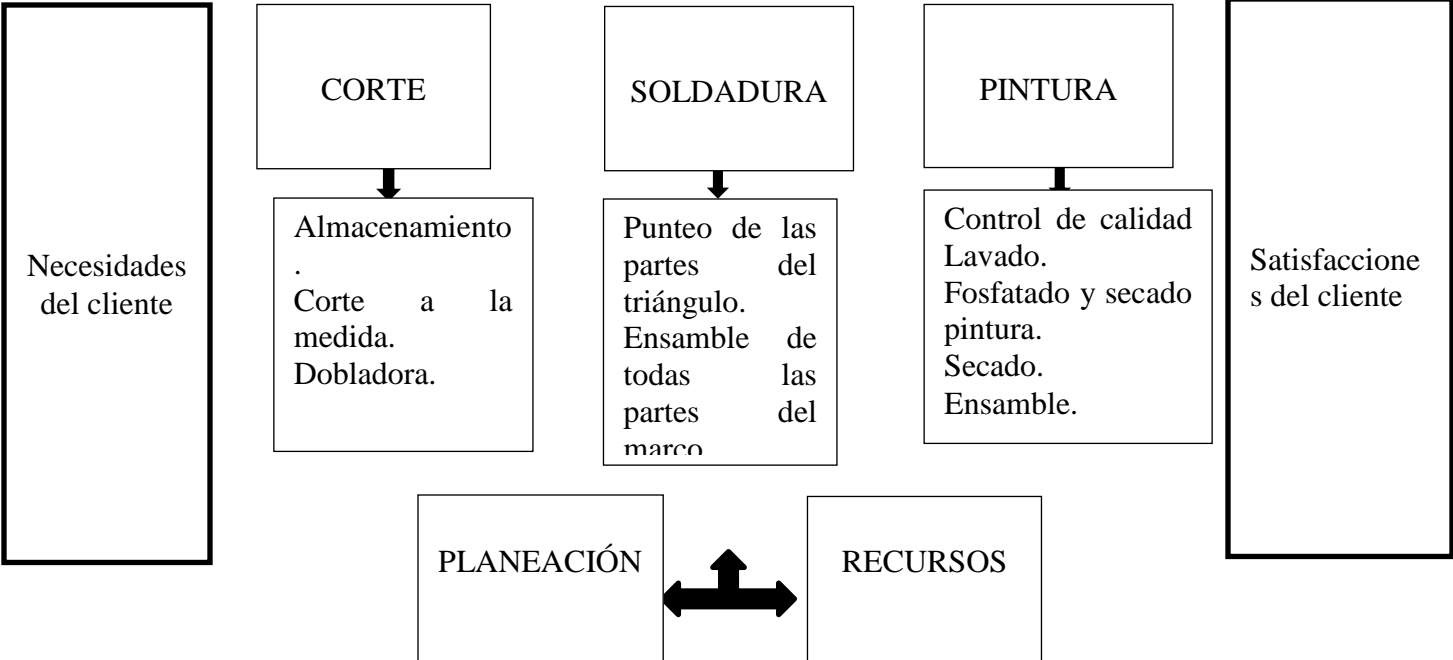 Necesidades
del cliente
CORTE
Almacenamiento
.
Corte a la
medida.
Dobladora.
SOLDADURA
Punteo de las
partes del
triángulo.
Ensamble de
todas las
partes del
marco
PINTURA
Control de calidad
Lavado.
Fosfatado y secado
pintura.
Secado.
Ensamble.
Satisfaccione
s del cliente
PLANEACIÓN
RECURSOS